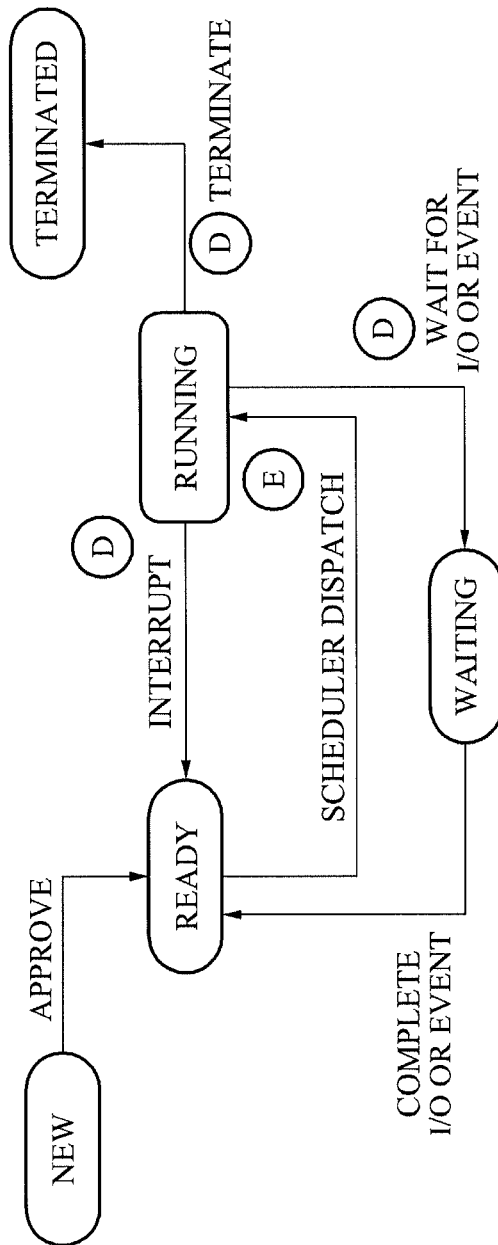 NEW
APPROVE
READY
INTERRUPT
D
RUNNING
E
D
TERMINATE
TERMINATED
SCHEDULER DISPATCH
COMPLETE
I/O OR EVENT
WAITING
D
WAIT FOR
I/O OR EVENT